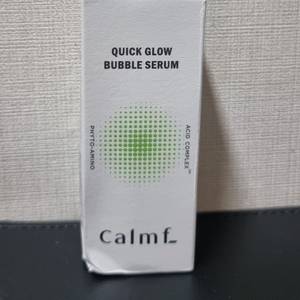 QUICK GLOW
BUBBLE SERUM
PHYTO-AMINO
ACID COMPLEX™
Calmf_